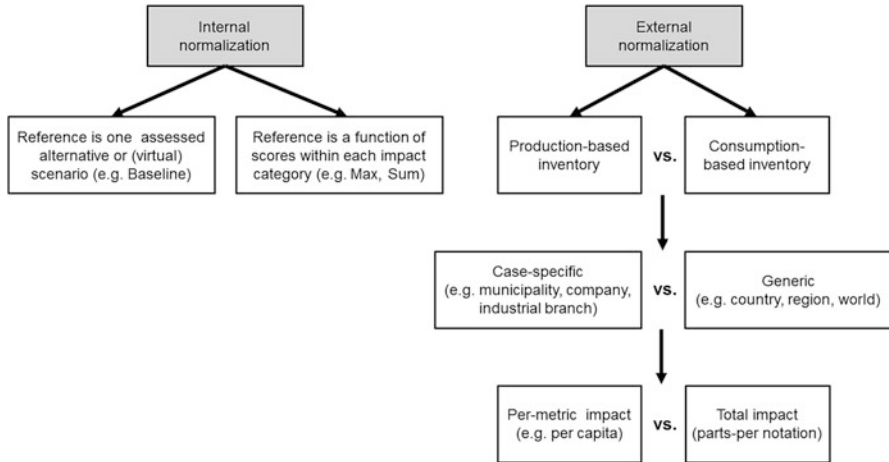 Internal
normalization
External
normalization
Reference is one assessed
alternative or (virtual)
scenario (e.g. Baseline)
Reference is a function of
scores within each impact
category (e.g. Max, Sum)
Production-based
inventory
vs.
Consumption-
based inventory
Case-specific
(e.g. municipality, company,
industrial branch)
vs.
Generic
(e.g. country, region, world)
Per-metric impact
(e.g. per capita)
vs.
Total impact
(parts-per notation)